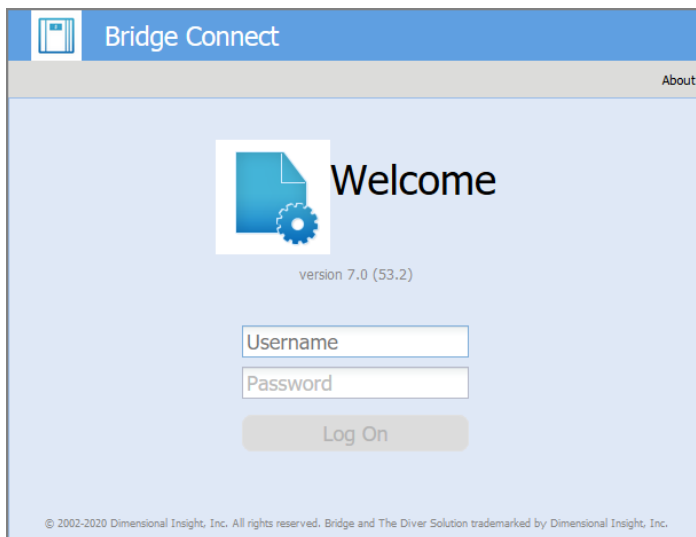 Bridge Connect
About
Welcome
version 7.0 (53.2)
Username
Password
Log On
© 2002-2020 Dimensional Insight, Inc. All rights reserved. Bridge and The Diver Solution trademarked by Dimensional Insight, Inc.